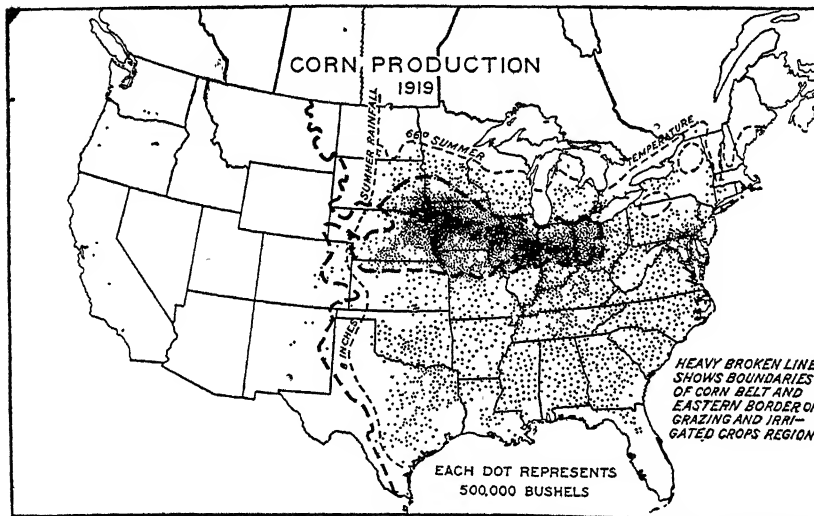 CORN PRODUCTION
1919
8 INCHES
SUMMER RAINFALL
66° SUMMER
TEMPERATURE
HEAVY BROKEN LINE
SHOWS BOUNDARIES
OF CORN BELT AND
EASTERN BORDER O
GRAZING AND IRRI-
GATED CROPS REGION
EACH DOT REPRESENTS
500,000 BUSHELS